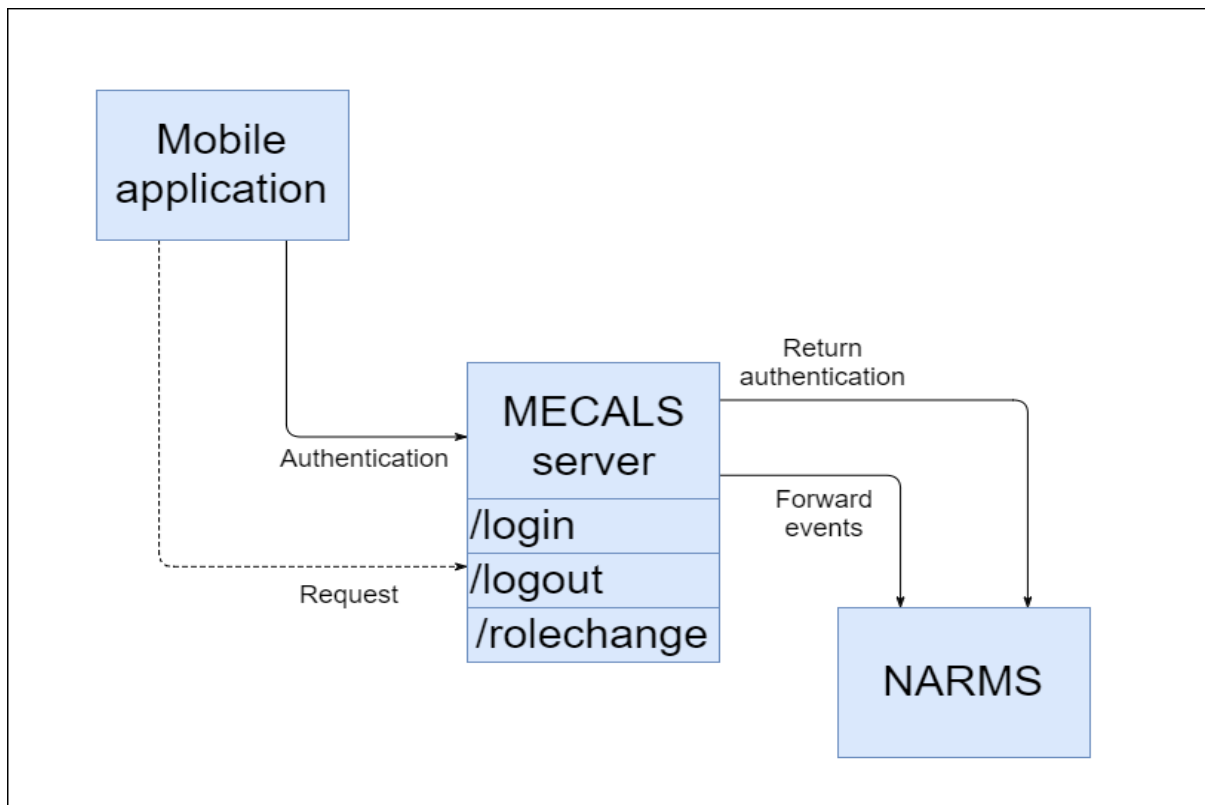 Mobile
application
Return
authentication
MECALS
server
Authentication
Forward
events
/login
/logout
Request
/rolechange
NARMS